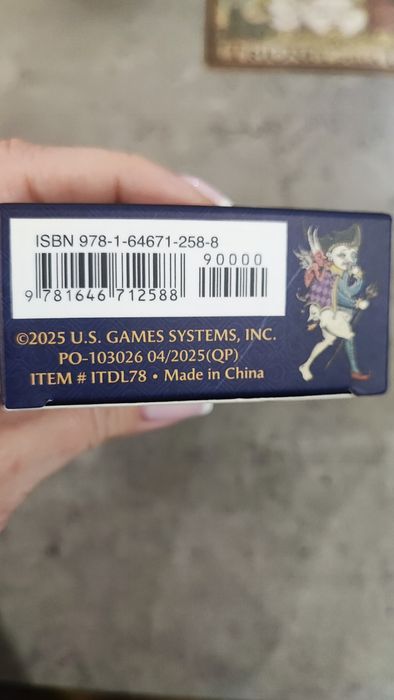 ISBN 978-1-64671-258-8
90000
9 781646 712588
©2025 U.S. GAMES SYSTEMS, INC.
PO-103026 04/2025(QP)
ITEM # ITDL78 • Made in China